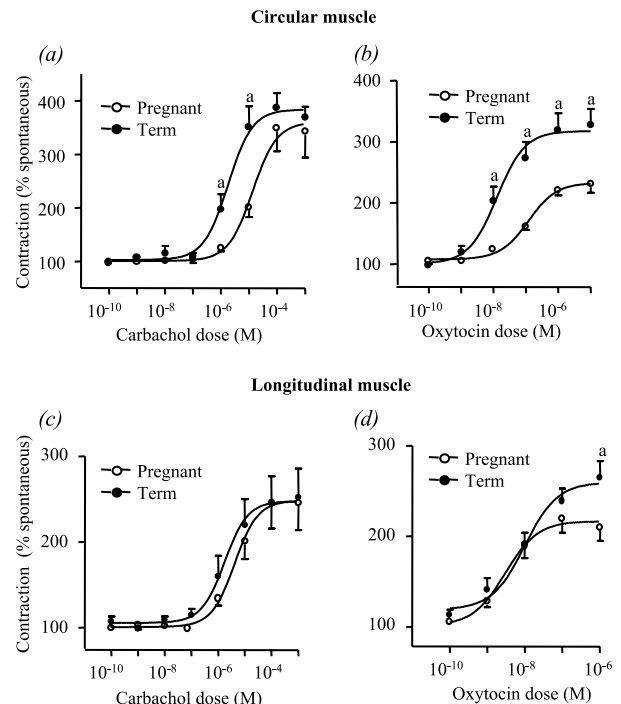 Circular muscle
(a)
Contraction (% spontaneous)
Pregnant
Term
400
300
200
100
a
a
10⁻¹⁰ 10⁻⁸ 10⁻⁶ 10⁻⁴
Carbachol dose (M)
(b)
Pregnant
Term
400
300
200
100
a
a
a
a
10⁻¹⁰ 10⁻⁸ 10⁻⁶
Oxytocin dose (M)
Longitudinal muscle
(c)
Contraction (% spontaneous)
Pregnant
Term
300
200
100
10⁻¹⁰ 10⁻⁸ 10⁻⁶ 10⁻⁴
Carbachol dose (M)
(d)
Pregnant
Term
300
200
100
a
10⁻¹⁰ 10⁻⁸ 10⁻⁶
Oxytocin dose (M)